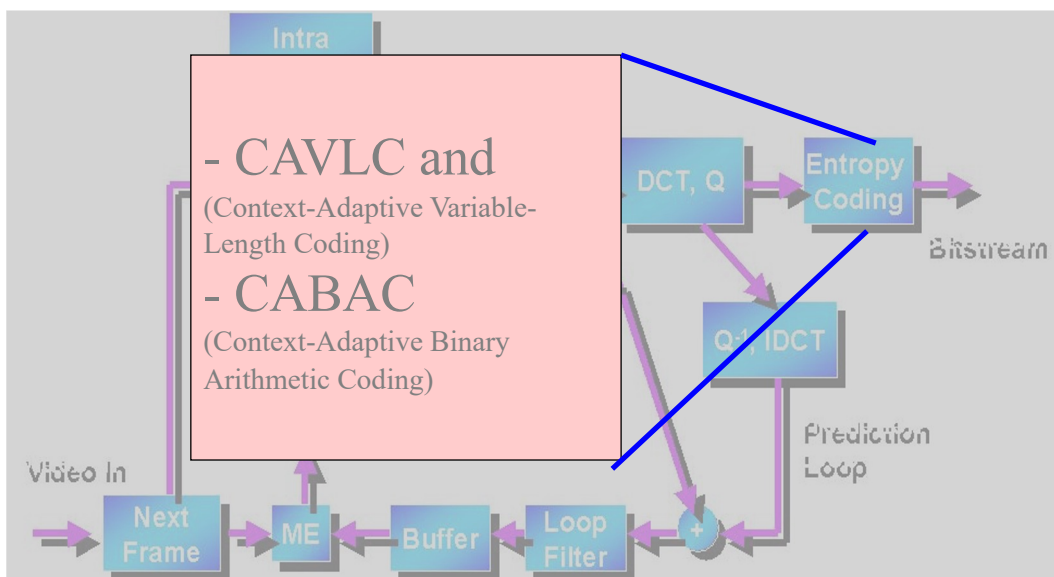 Intra
- CAVLC and
(Context-Adaptive Variable-
Length Coding)
- CABAC
(Context-Adaptive Binary
Arithmetic Coding)
DCT, Q
Entropy
Coding
Bitstream
Q-1, IDCT
Prediction
Loop
Video In
Next
Frame
ME
Buffer
Loop
Filter
+